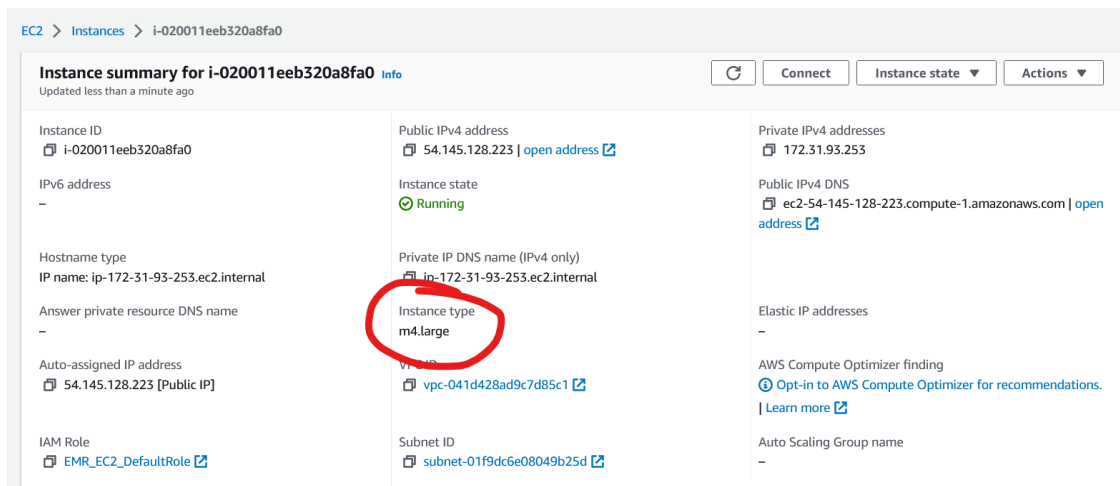 EC2 > Instances > i-020011eeb320a8fa0
Instance summary for i-020011eeb320a8fa0 Info
Updated less than a minute ago
Connect
Instance state
Actions
Instance ID
i-020011eeb320a8fa0
Public IPv4 address
54.145.128.223 | open address
Private IPv4 addresses
172.31.93.253
IPv6 address
–
Instance state
Running
Public IPv4 DNS
ec2-54-145-128-223.compute-1.amazonaws.com | open
address
Hostname type
IP name: ip-172-31-93-253.ec2.internal
Private IP DNS name (IPv4 only)
ip-172-31-93-253.ec2.internal
Answer private resource DNS name
–
Instance type
m4.large
Elastic IP addresses
–
Auto-assigned IP address
54.145.128.223 [Public IP]
VPC ID
vpc-041d428ad9c7d85c1
AWS Compute Optimizer finding
Opt-in to AWS Compute Optimizer for recommendations.
| Learn more
IAM Role
EMR_EC2_DefaultRole
Subnet ID
subnet-01f9dc6e08049b25d
Auto Scaling Group name
–